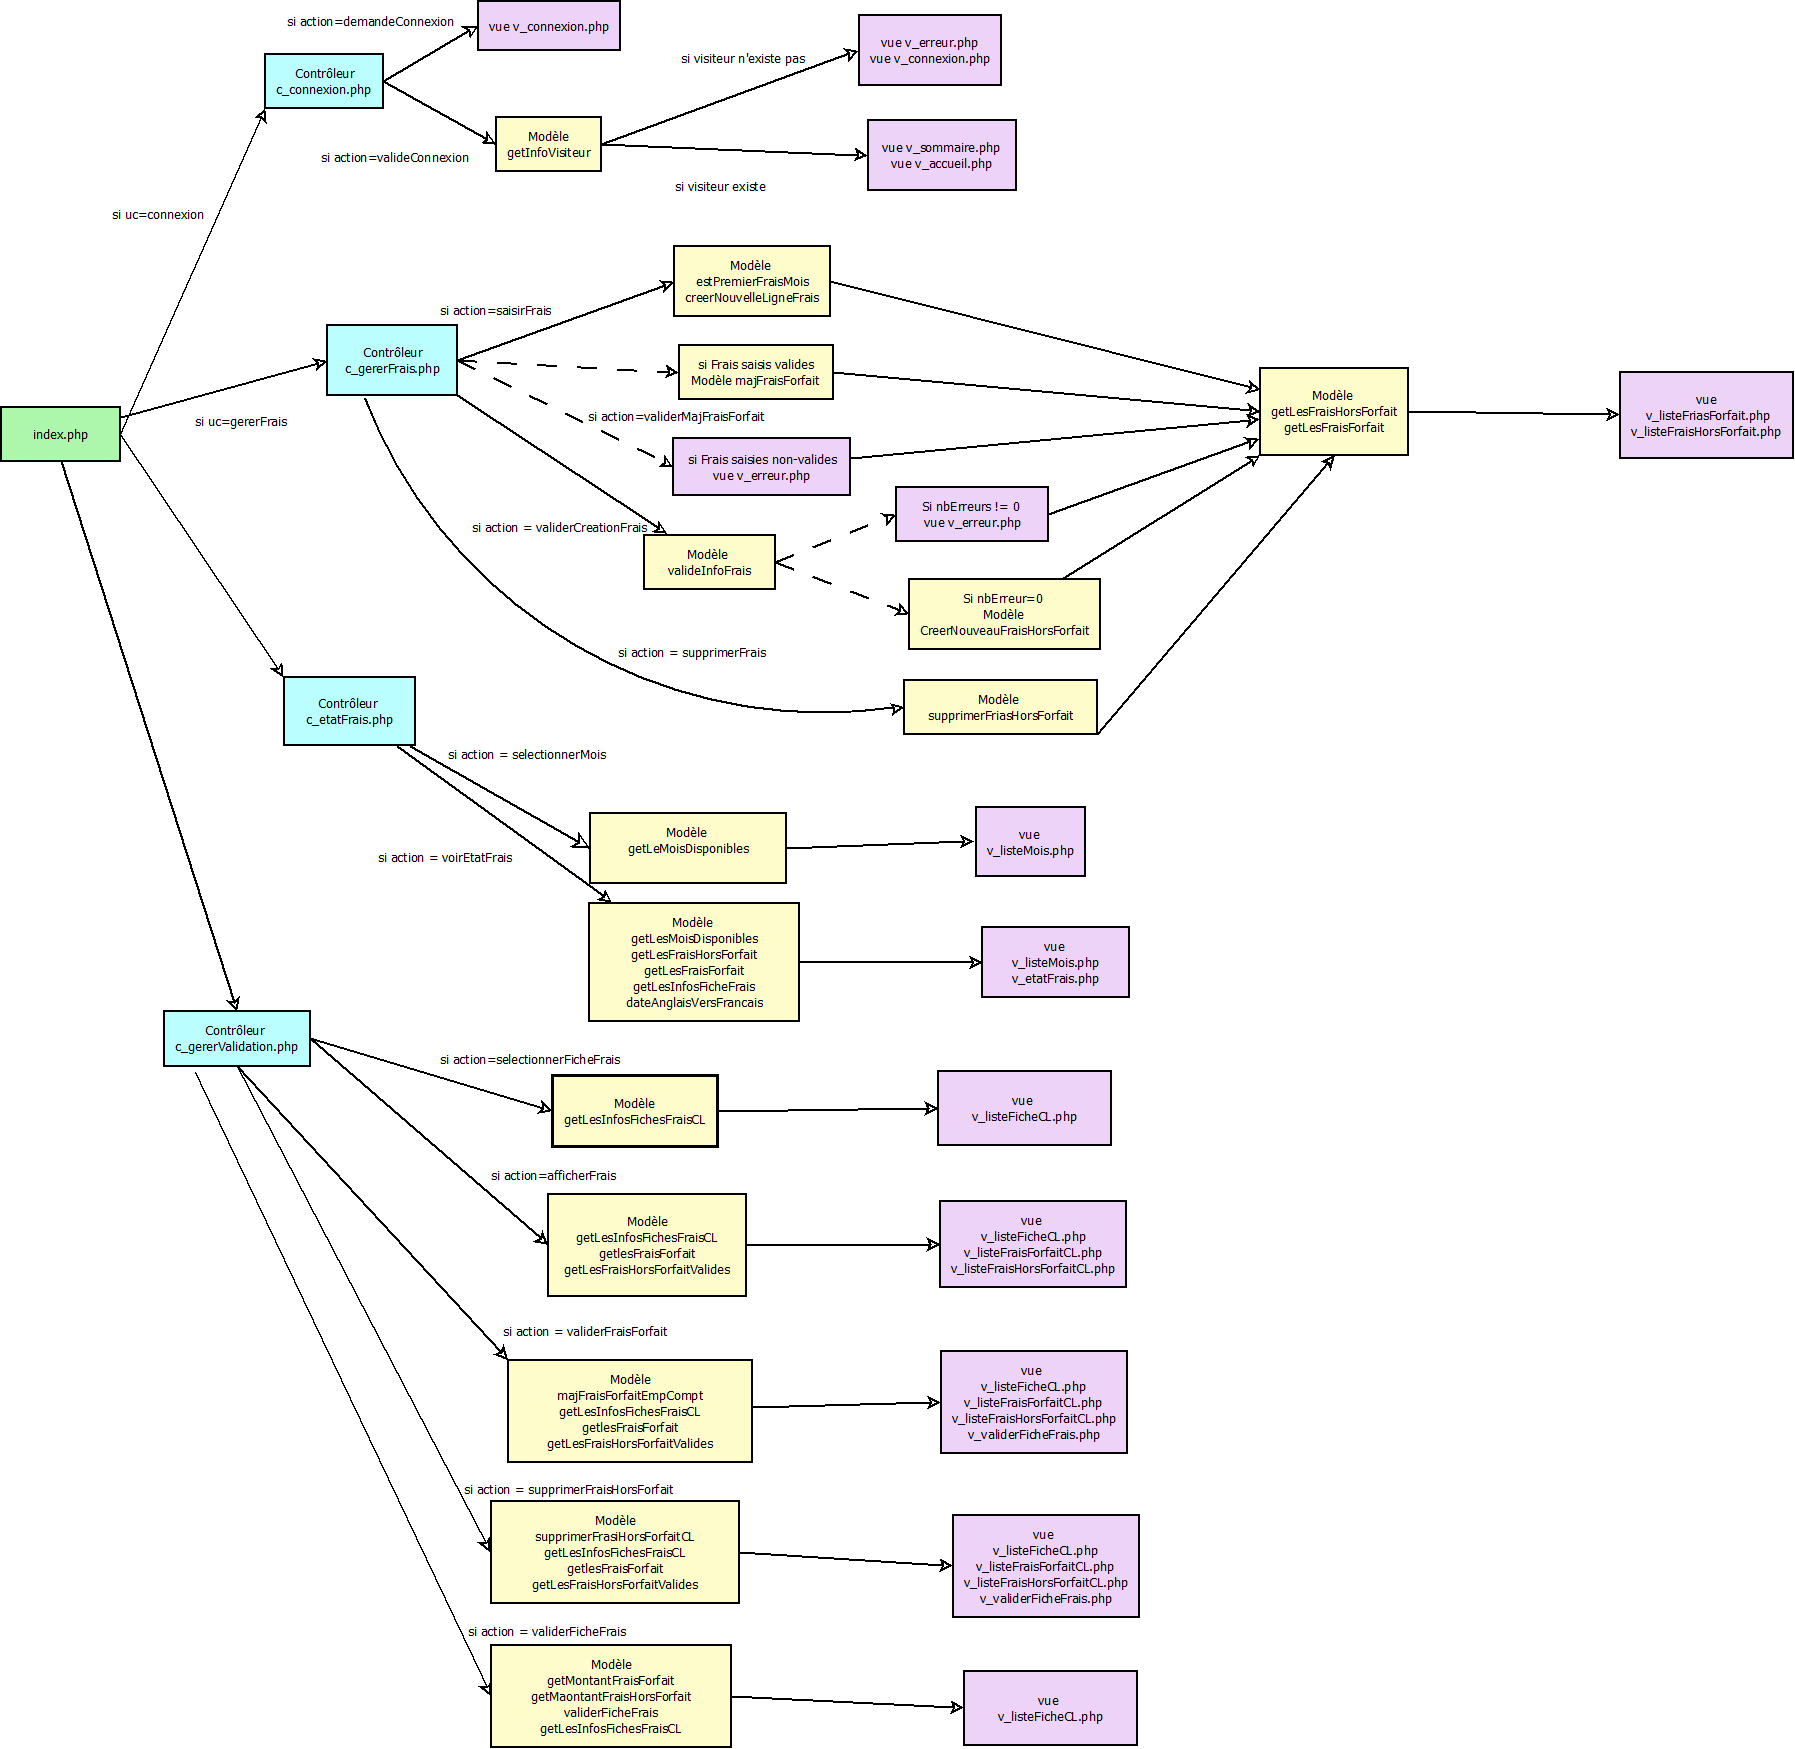 si action=demandeConnexion
vue v_connexion.php
Contrôleur
c_connexion.php
si visiteur n'existe pas
vue v_erreur.php
vue v_connexion.php
si action=valideConnexion
Modèle
getInfoVisiteur
vue v_sommaire.php
vue v_accueil.php
si visiteur existe
si uc=connexion
index.php
si uc=gererFrais
Contrôleur
c_gererFrais.php
si action=saisirFrais
Modèle
estPremierFraisMois
creerNouvelleLigneFrais
si Frais saisis valides
Modèle majFraisForfait
si action=validerMajFraisForfait
si Frais saisies non-valides
vue v_erreur.php
si action = validerCreationFrais
Modèle
valideInfoFrais
Si nbErreurs != 0
vue v_erreur.php
Si nbErreur=0
Modèle
CreerNouveauFraisHorsForfait
si action = supprimerFrais
Modèle
supprimerFriasHorsForfait
Modèle
getLesFraisHorsForfait
getLesFraisForfait
vue
v_listeFriasForfait.php
v_listeFraisHorsForfait.php
Contrôleur
c_etatFrais.php
si action = selectionnerMois
Modèle
getLeMoisDisponibles
vue
v_listeMois.php
si action = voirEtatFrais
Modèle
getLesMoisDisponibles
getLesFraisHorsForfait
getLesFraisForfait
getLesInfosFicheFrais
dateAnglaisVersFrancais
vue
v_listeMois.php
v_etatFrais.php
Contrôleur
c_gererValidation.php
si action=selectionnerFicheFrais
Modèle
getLesInfosFichesFraisCL
vue
v_listeFicheCL.php
si action=afficherFrais
Modèle
getLesInfosFichesFraisCL
getlesFraisForfait
getLesFraisHorsForfaitValides
vue
v_listeFicheCL.php
v_listeFraisForfaitCL.php
v_listeFraisHorsForfaitCL.php
si action = validerFraisForfait
Modèle
majFraisForfaitEmpCompt
getLesInfosFichesFraisCL
getlesFraisForfait
getLesFraisHorsForfaitValides
vue
v_listeFicheCL.php
v_listeFraisForfaitCL.php
v_listeFraisHorsForfaitCL.php
v_validerFicheFrais.php
si action = supprimerFraisHorsForfait
Modèle
supprimerFrasiHorsForfaitCL
getLesInfosFichesFraisCL
getlesFraisForfait
getLesFraisHorsForfaitValides
vue
v_listeFicheCL.php
v_listeFraisForfaitCL.php
v_listeFraisHorsForfaitCL.php
v_validerFicheFrais.php
si action = validerFicheFrais
Modèle
getMontantFraisForfait
getMaontantFraisHorsForfait
validerFicheFrais
getLesInfosFichesFraisCL
vue
v_listeFicheCL.php